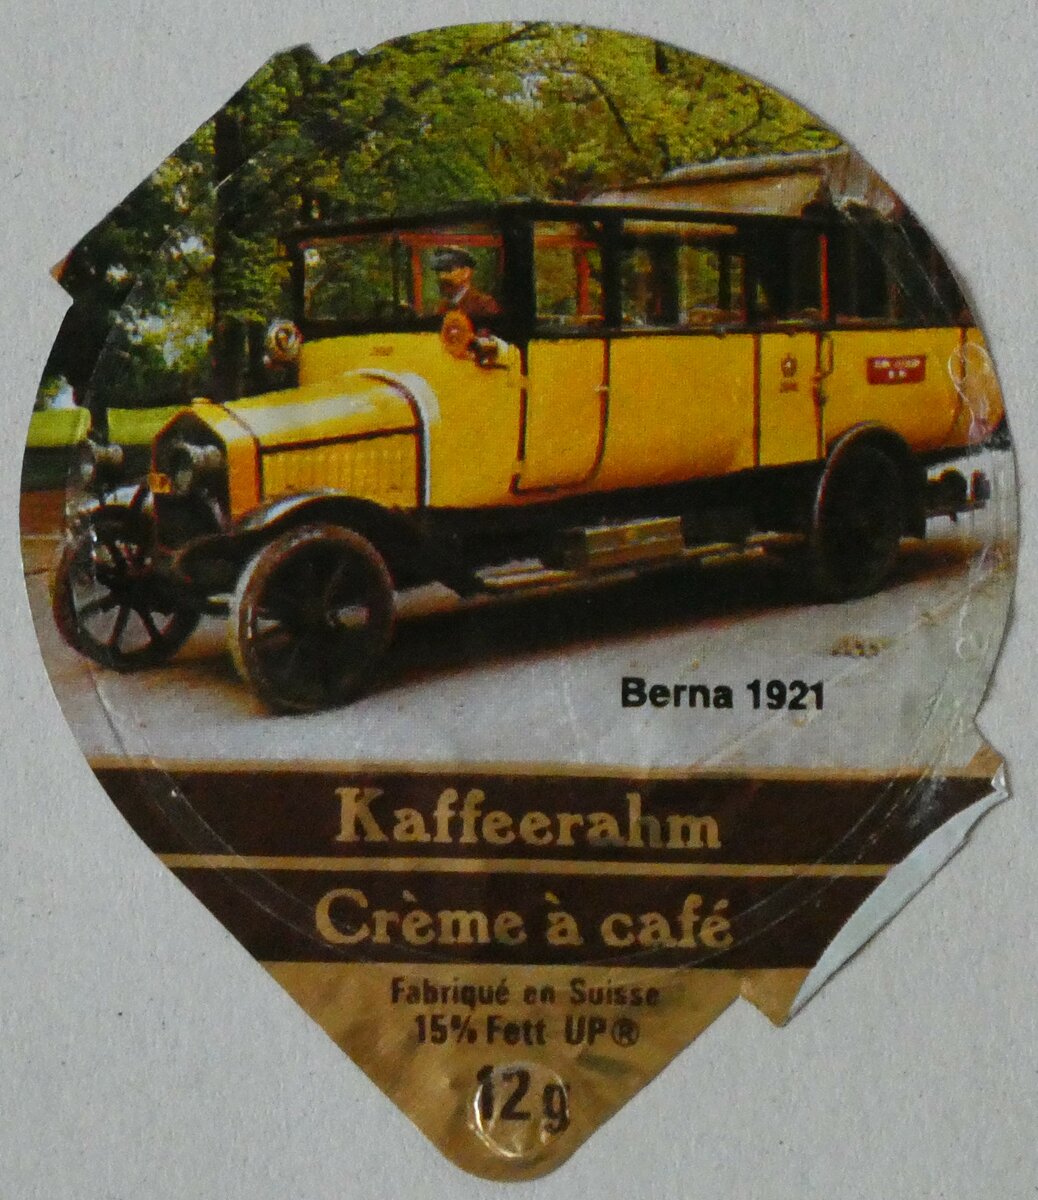 Berna 1921
Kaffeerahm
Crème à café
Fabriqué en Suisse
15% Fett UP®
12 g